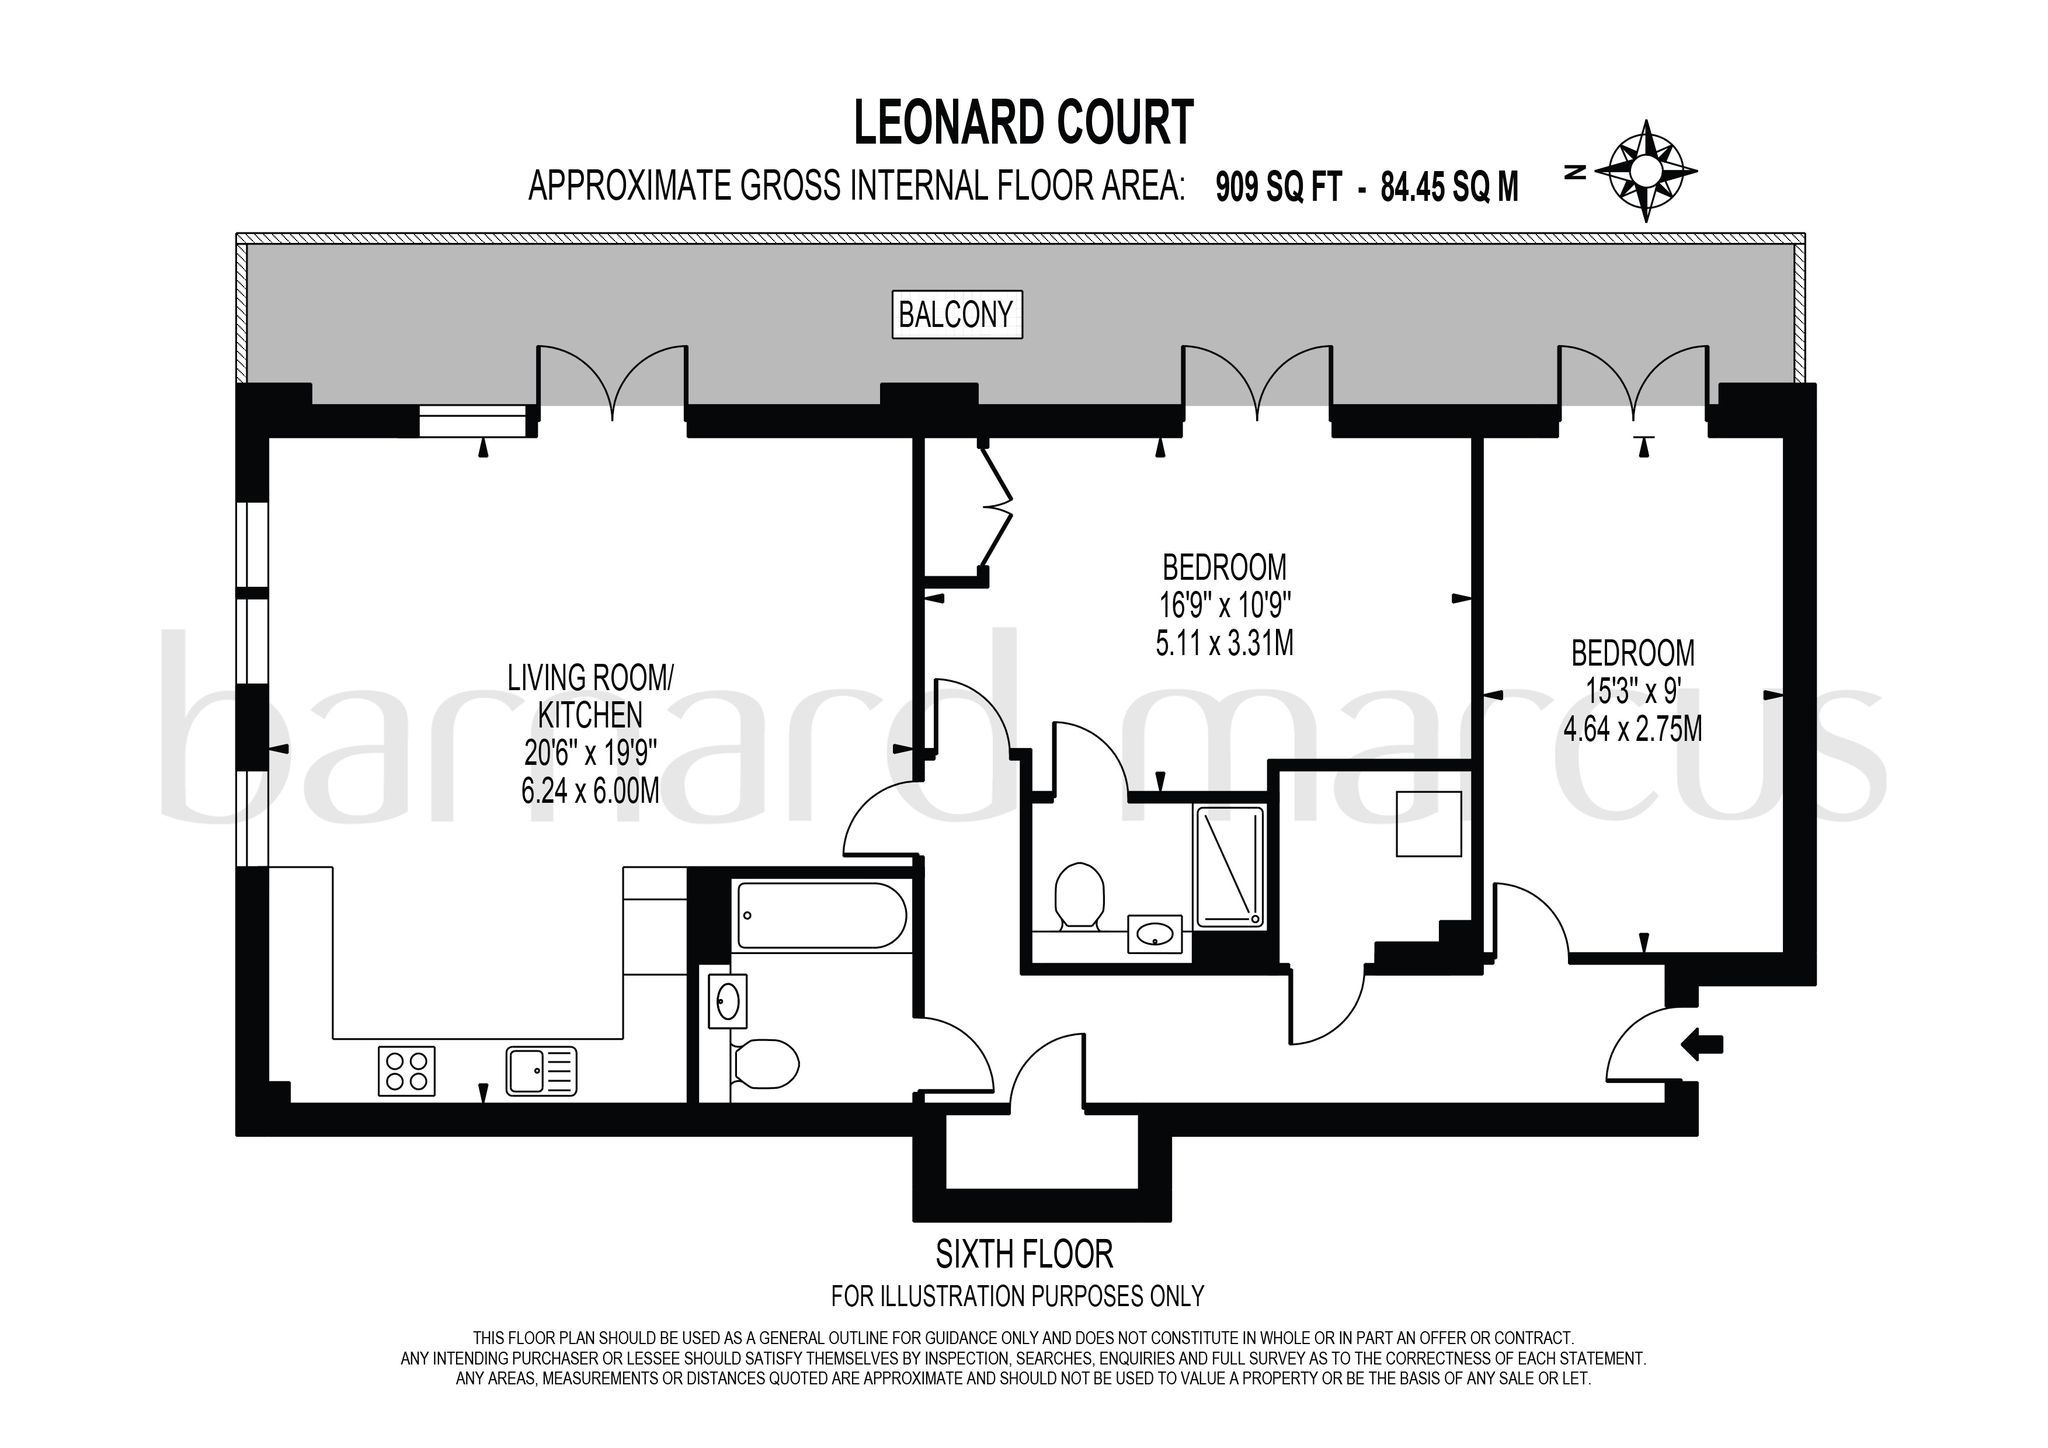 LEONARD COURT
APPROXIMATE GROSS INTERNAL FLOOR AREA: 909 SQ FT - 84.45 SQ M
N
BALCONY
BEDROOM
16'9" x 10'9"
5.11 x 3.31M
BEDROOM
15'3" x 9'
4.64 x 2.75M
LIVING ROOM/
KITCHEN
20'6" x 19'9"
6.24 x 6.00M
barnard marcus
SIXTH FLOOR
FOR ILLUSTRATION PURPOSES ONLY
THIS FLOOR PLAN SHOULD BE USED AS A GENERAL OUTLINE FOR GUIDANCE ONLY AND DOES NOT CONSTITUTE IN WHOLE OR IN PART AN OFFER OR CONTRACT.
ANY INTENDING PURCHASER OR LESSEE SHOULD SATISFY THEMSELVES BY INSPECTION, SEARCHES, ENQUIRIES AND FULL SURVEY AS TO THE CORRECTNESS OF EACH STATEMENT.
ANY AREAS, MEASUREMENTS OR DISTANCES QUOTED ARE APPROXIMATE AND SHOULD NOT BE USED TO VALUE A PROPERTY OR BE THE BASIS OF ANY SALE OR LET.